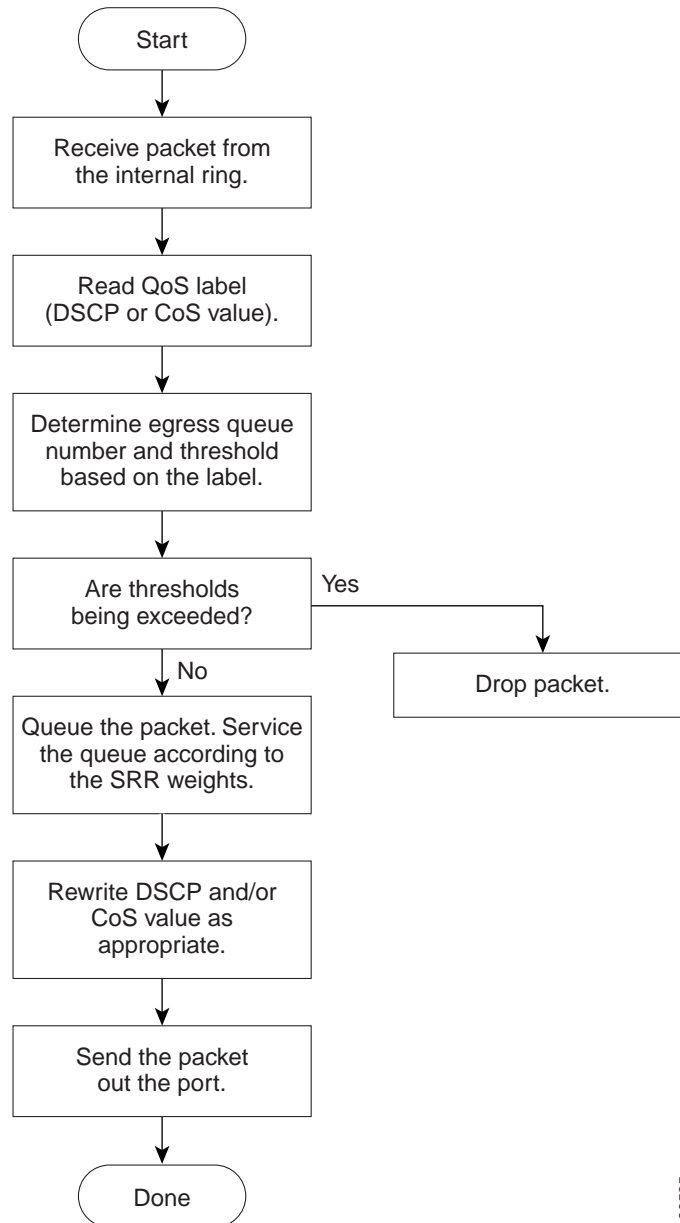 Start
Receive packet from
the internal ring.
Read QoS label
(DSCP or CoS value).
Determine egress queue
number and threshold
based on the label.
Are thresholds
being exceeded?
Yes
No
Drop packet.
Queue the packet. Service
the queue according to
the SRR weights.
Rewrite DSCP and/or
CoS value as
appropriate.
Send the packet
out the port.
Done